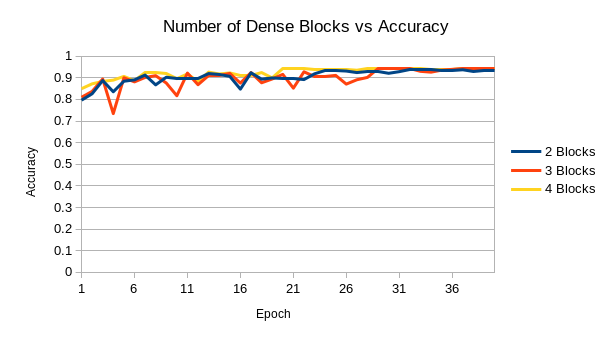 Number of Dense Blocks vs Accuracy
1
0.9
0.8
0.7
0.6
0.5
0.4
0.3
0.2
0.1
0
Accuracy
1 6 11 16 21 26 31 36
Epoch
2 Blocks
3 Blocks
4 Blocks